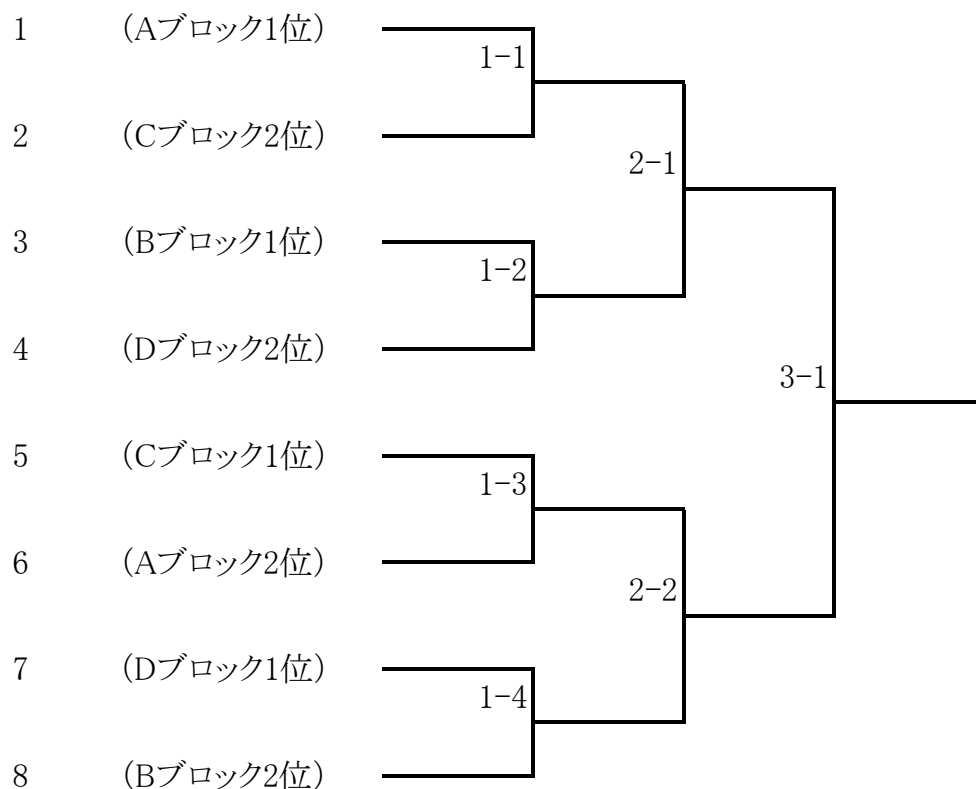 1 (Aブロック1位)
1-1
2 (Cブロック2位)
2-1
3 (Bブロック1位)
1-2
4 (Dブロック2位)
3-1
5 (Cブロック1位)
1-3
6 (Aブロック2位)
2-2
7 (Dブロック1位)
1-4
8 (Bブロック2位)